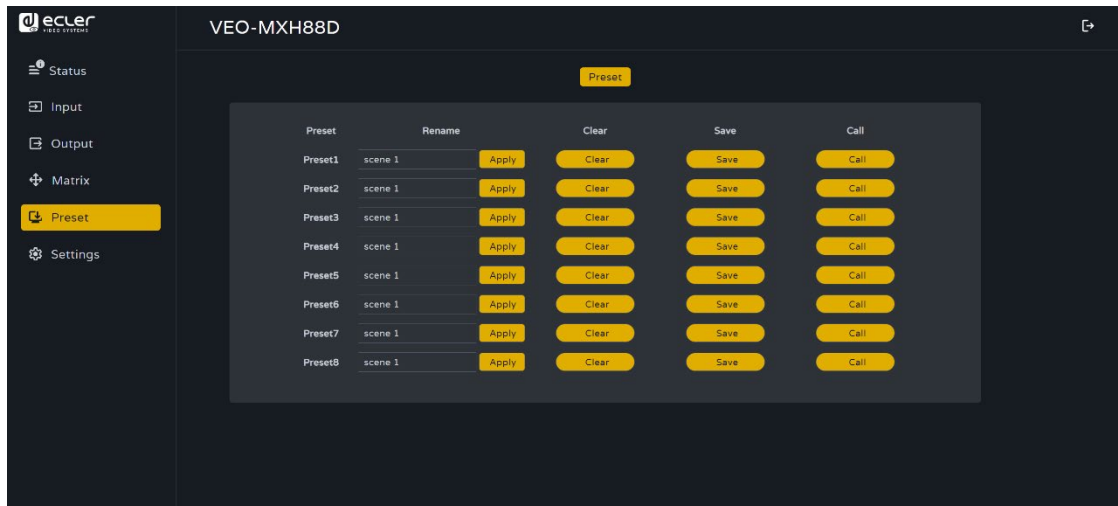 ecler
VIDEO SYSTEMS
VEO-MXH88D
Status
Input
Output
Matrix
Preset
Settings
Preset
Preset Rename Clear Save Call
Preset1 scene 1 Apply Clear Save Call
Preset2 scene 1 Apply Clear Save Call
Preset3 scene 1 Apply Clear Save Call
Preset4 scene 1 Apply Clear Save Call
Preset5 scene 1 Apply Clear Save Call
Preset6 scene 1 Apply Clear Save Call
Preset7 scene 1 Apply Clear Save Call
Preset8 scene 1 Apply Clear Save Call